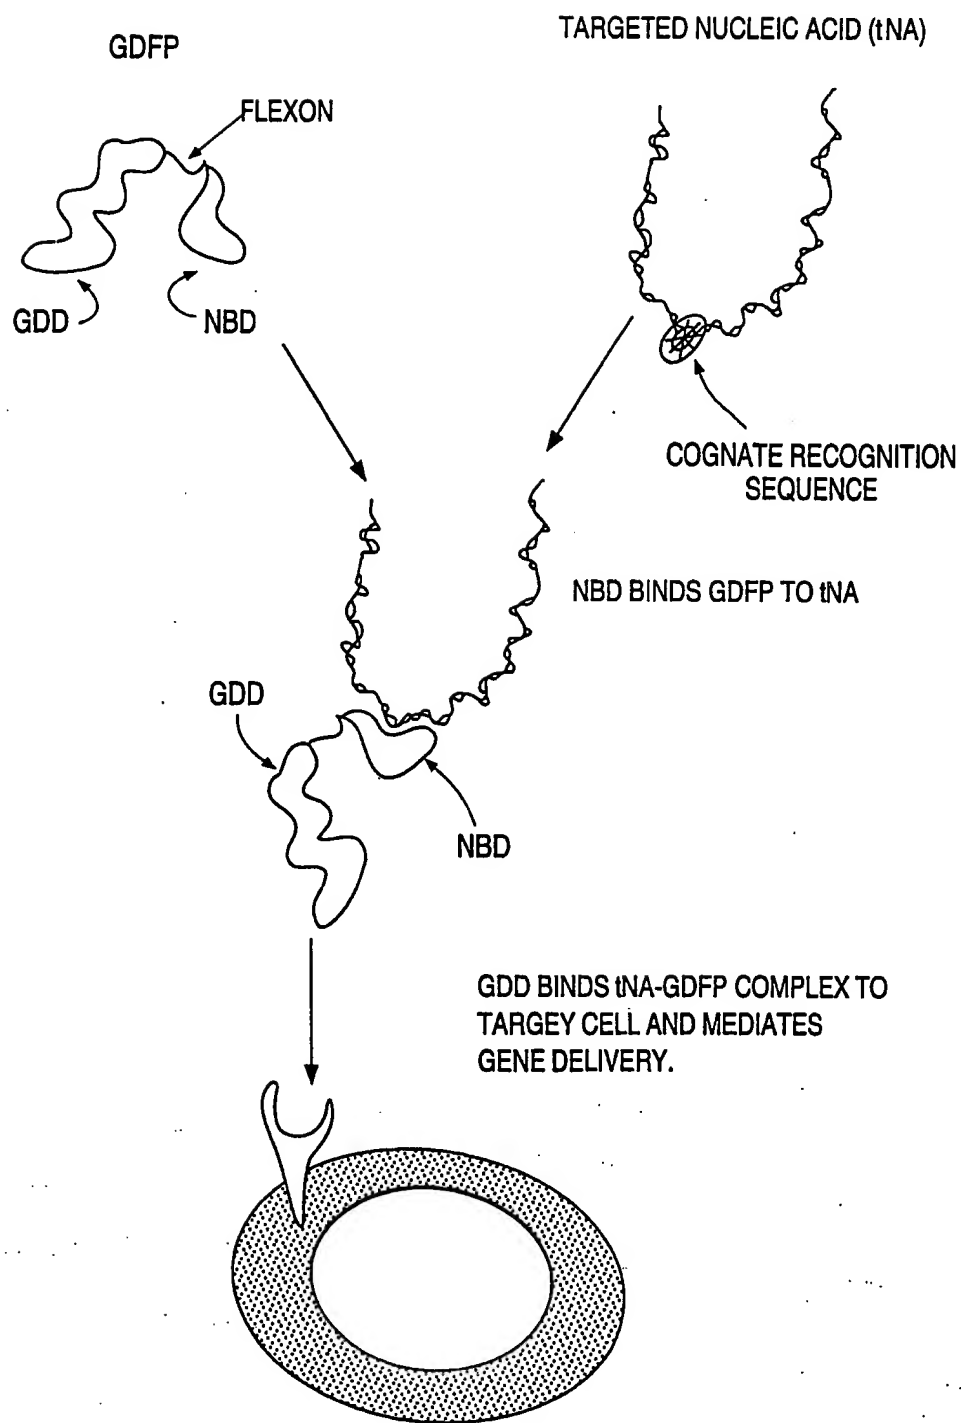 GDFP
TARGETED NUCLEIC ACID (tNA)
FLEXON
GDD
NBD
COGNATE RECOGNITION
SEQUENCE
NBD BINDS GDFP TO tNA
GDD
NBD
GDD BINDS tNA-GDFP COMPLEX TO
TARGEY CELL AND MEDIATES
GENE DELIVERY.